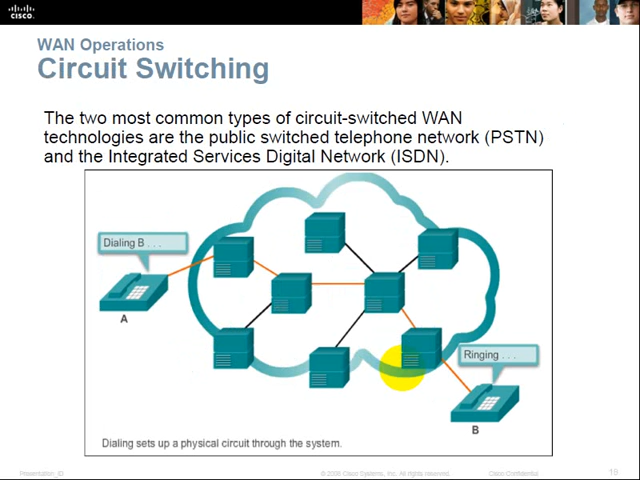 CISCO
WAN Operations
Circuit Switching
The two most common types of circuit-switched WAN
technologies are the public switched telephone network (PSTN)
and the Integrated Services Digital Network (ISDN).
Dialing B . . .
A
Ringing . . .
B
Dialing sets up a physical circuit through the system.
Presentation_ID
© 2008 Cisco Systems, Inc. All rights reserved.
Cisco Confidential
19